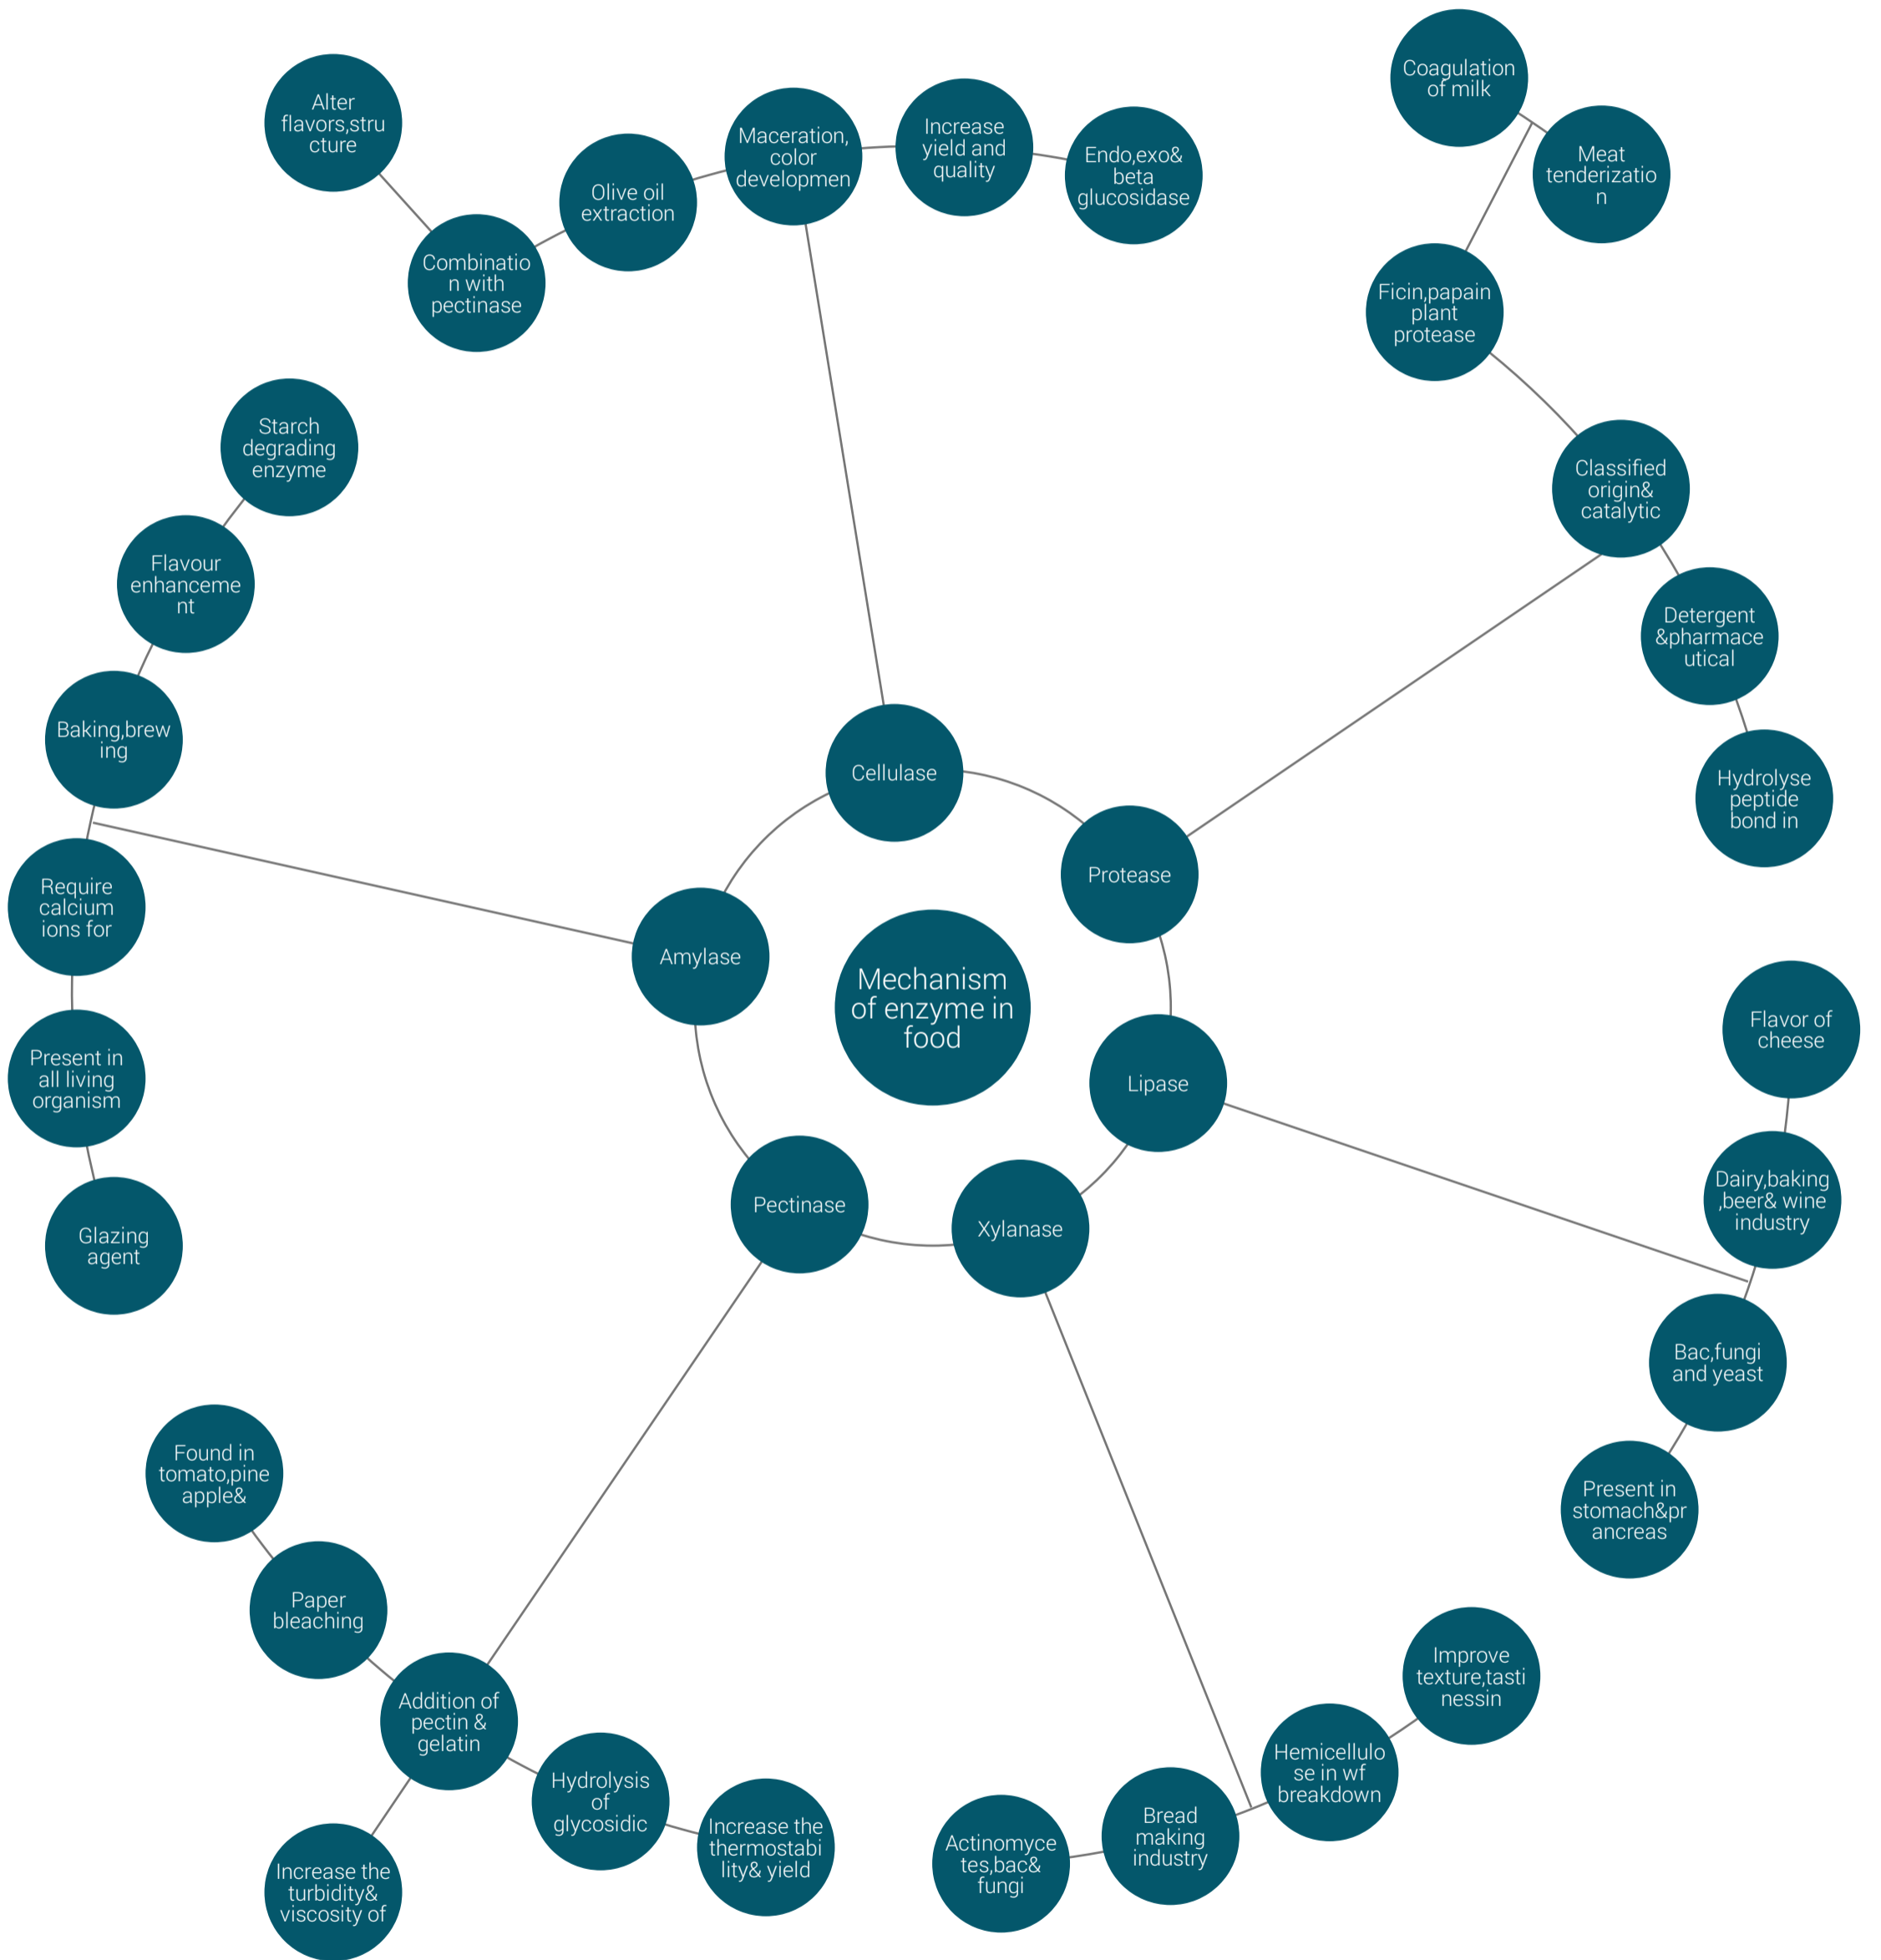 Mechanism
of enzyme in
food
Cellulase
Maceration,
color
developmen
Increase
yield and
quality
Endo,exo&
beta
glucosidase
Olive oil
extraction
Combinatio
n with
pectinase
Alter
flavors,stru
cture
Protease
Classified
origin&
catalytic
Ficin,papain
plant
protease
Coagulation
of milk
Meat
tenderizatio
n
Detergent
&pharmace
utical
Hydrolyse
peptide
bond in
Lipase
Flavor of
cheese
Dairy,baking
,beer& wine
industry
Bac,fungi
and yeast
Present in
stomach&pr
ancreas
Xylanase
Improve
texture,tasti
nessin
Hemicellulo
se in wf
breakdown
Bread
making
industry
Actinomyce
tes,bac&
fungi
Pectinase
Found in
tomato,pine
apple&
Paper
bleaching
Addition of
pectin &
gelatin
Hydrolysis
of
glycosidic
Increase the
thermostabi
lity& yield
Increase the
turbidity&
viscosity of
Amylase
Starch
degrading
enzyme
Flavour
enhanceme
nt
Baking,brew
ing
Require
calcium
ions for
Present in
all living
organism
Glazing
agent